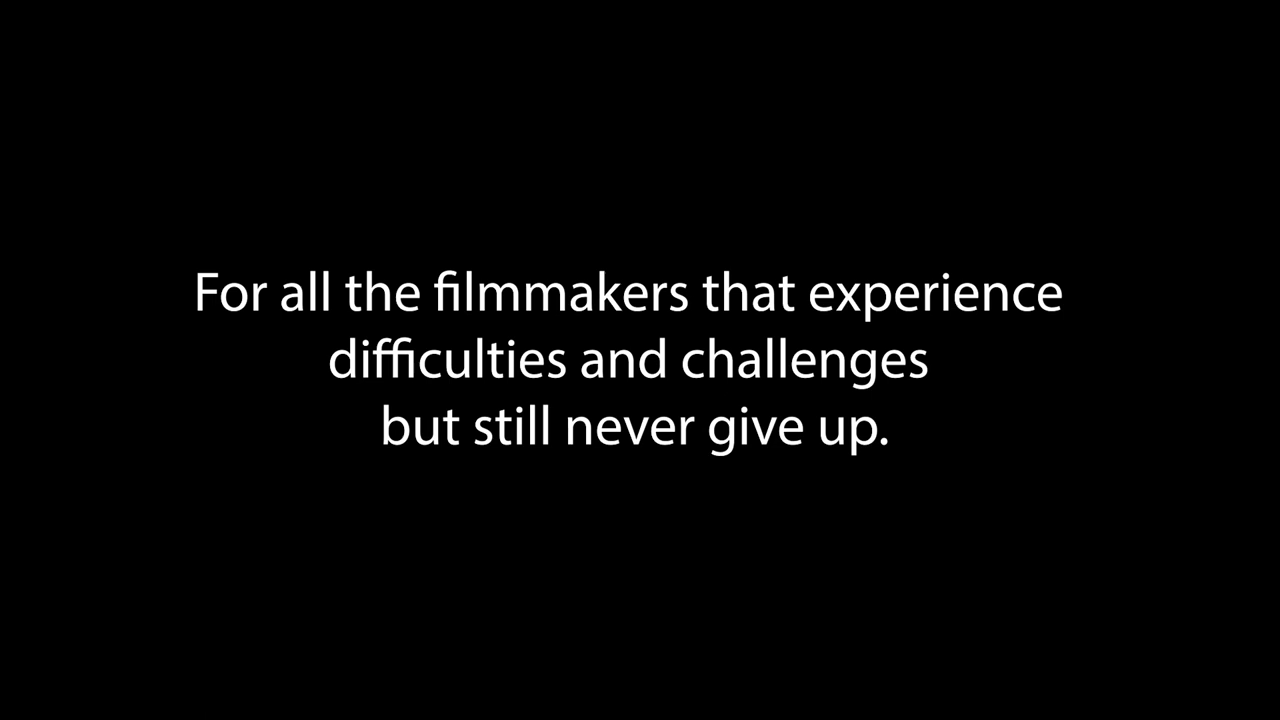 For all the filmmakers that experience
difficulties and challenges
but still never give up.